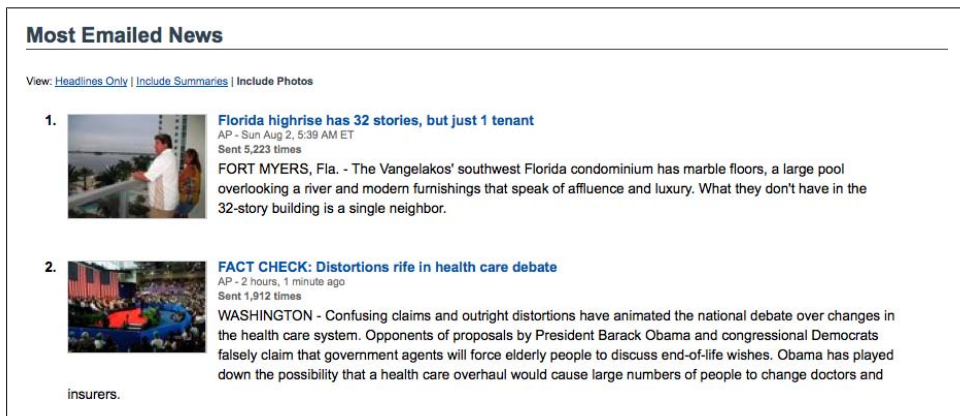 Most Emailed News
View: Headlines Only | Include Summaries | Include Photos
1.
Florida highrise has 32 stories, but just 1 tenant
AP - Sun Aug 2, 5:39 AM ET
Sent 5,223 times
FORT MYERS, Fla. - The Vangelakos' southwest Florida condominium has marble floors, a large pool
overlooking a river and modern furnishings that speak of affluence and luxury. What they don't have in the
32-story building is a single neighbor.
2.
FACT CHECK: Distortions rife in health care debate
AP - 2 hours, 1 minute ago
Sent 1,912 times
WASHINGTON - Confusing claims and outright distortions have animated the national debate over changes in
the health care system. Opponents of proposals by President Barack Obama and congressional Democrats
falsely claim that government agents will force elderly people to discuss end-of-life wishes. Obama has played
down the possibility that a health care overhaul would cause large numbers of people to change doctors and
insurers.